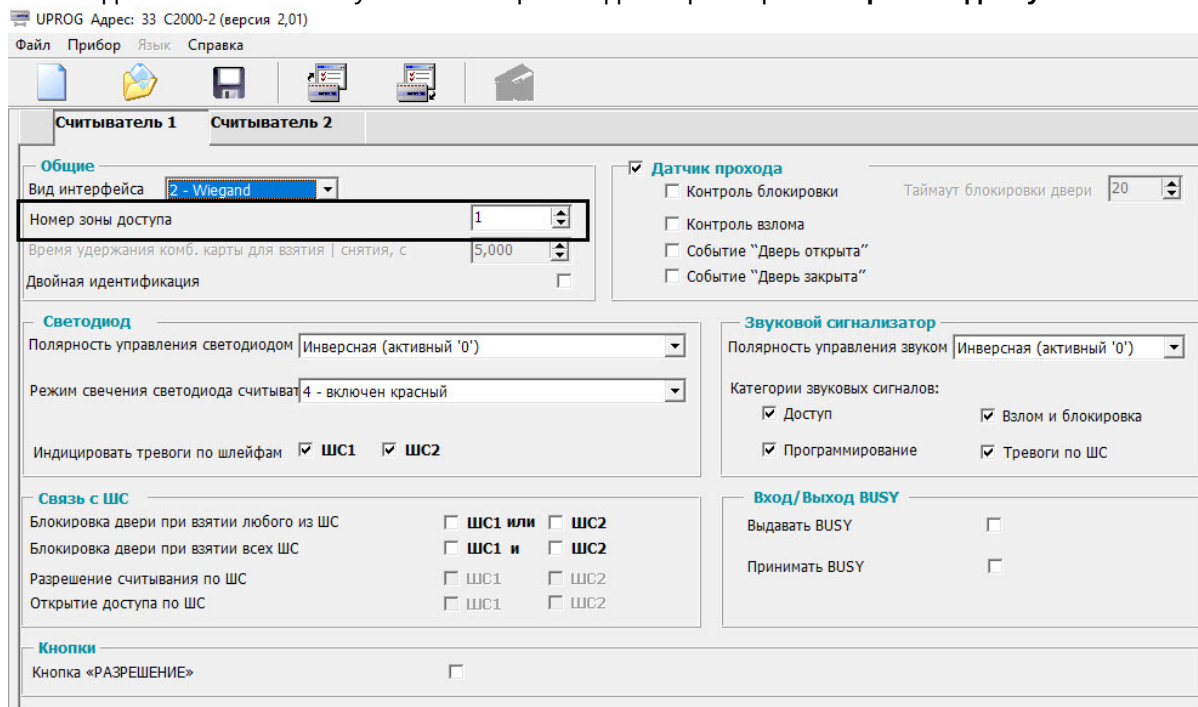 UPROG Адрес: 33 С2000-2 (версия 2,01)
Файл Прибор Язык Справка
Считыватель 1 Считыватель 2
Общие
Вид интерфейса 2 - Wiegand
Номер зоны доступа 1
Время удержания комб. карты для взятия | снятия, с 5,000
Двойная идентификация
Датчик прохода
Контроль блокировки Таймаут блокировки двери 20
Контроль взлома
Событие "Дверь открыта"
Событие "Дверь закрыта"
Светодиод
Полярность управления светодиодом Инверсная (активный '0')
Режим свечения светодиода считыват 4 - включен красный
Индицировать тревоги по шлейфам ШС1 ШС2
Звуковой сигнализатор
Полярность управления звуком Инверсная (активный '0')
Категории звуковых сигналов:
Доступ Взлом и блокировка
Программирование Тревоги по ШС
Связь с ШС
Блокировка двери при взятии любого из ШС ШС1 или ШС2
Блокировка двери при взятии всех ШС ШС1 и ШС2
Разрешение считывания по ШС ШС1 ШС2
Открытие доступа по ШС ШС1 ШС2
Вход/Выход BUSY
Выдавать BUSY
Принимать BUSY
Кнопки
Кнопка «РАЗРЕШЕНИЕ»